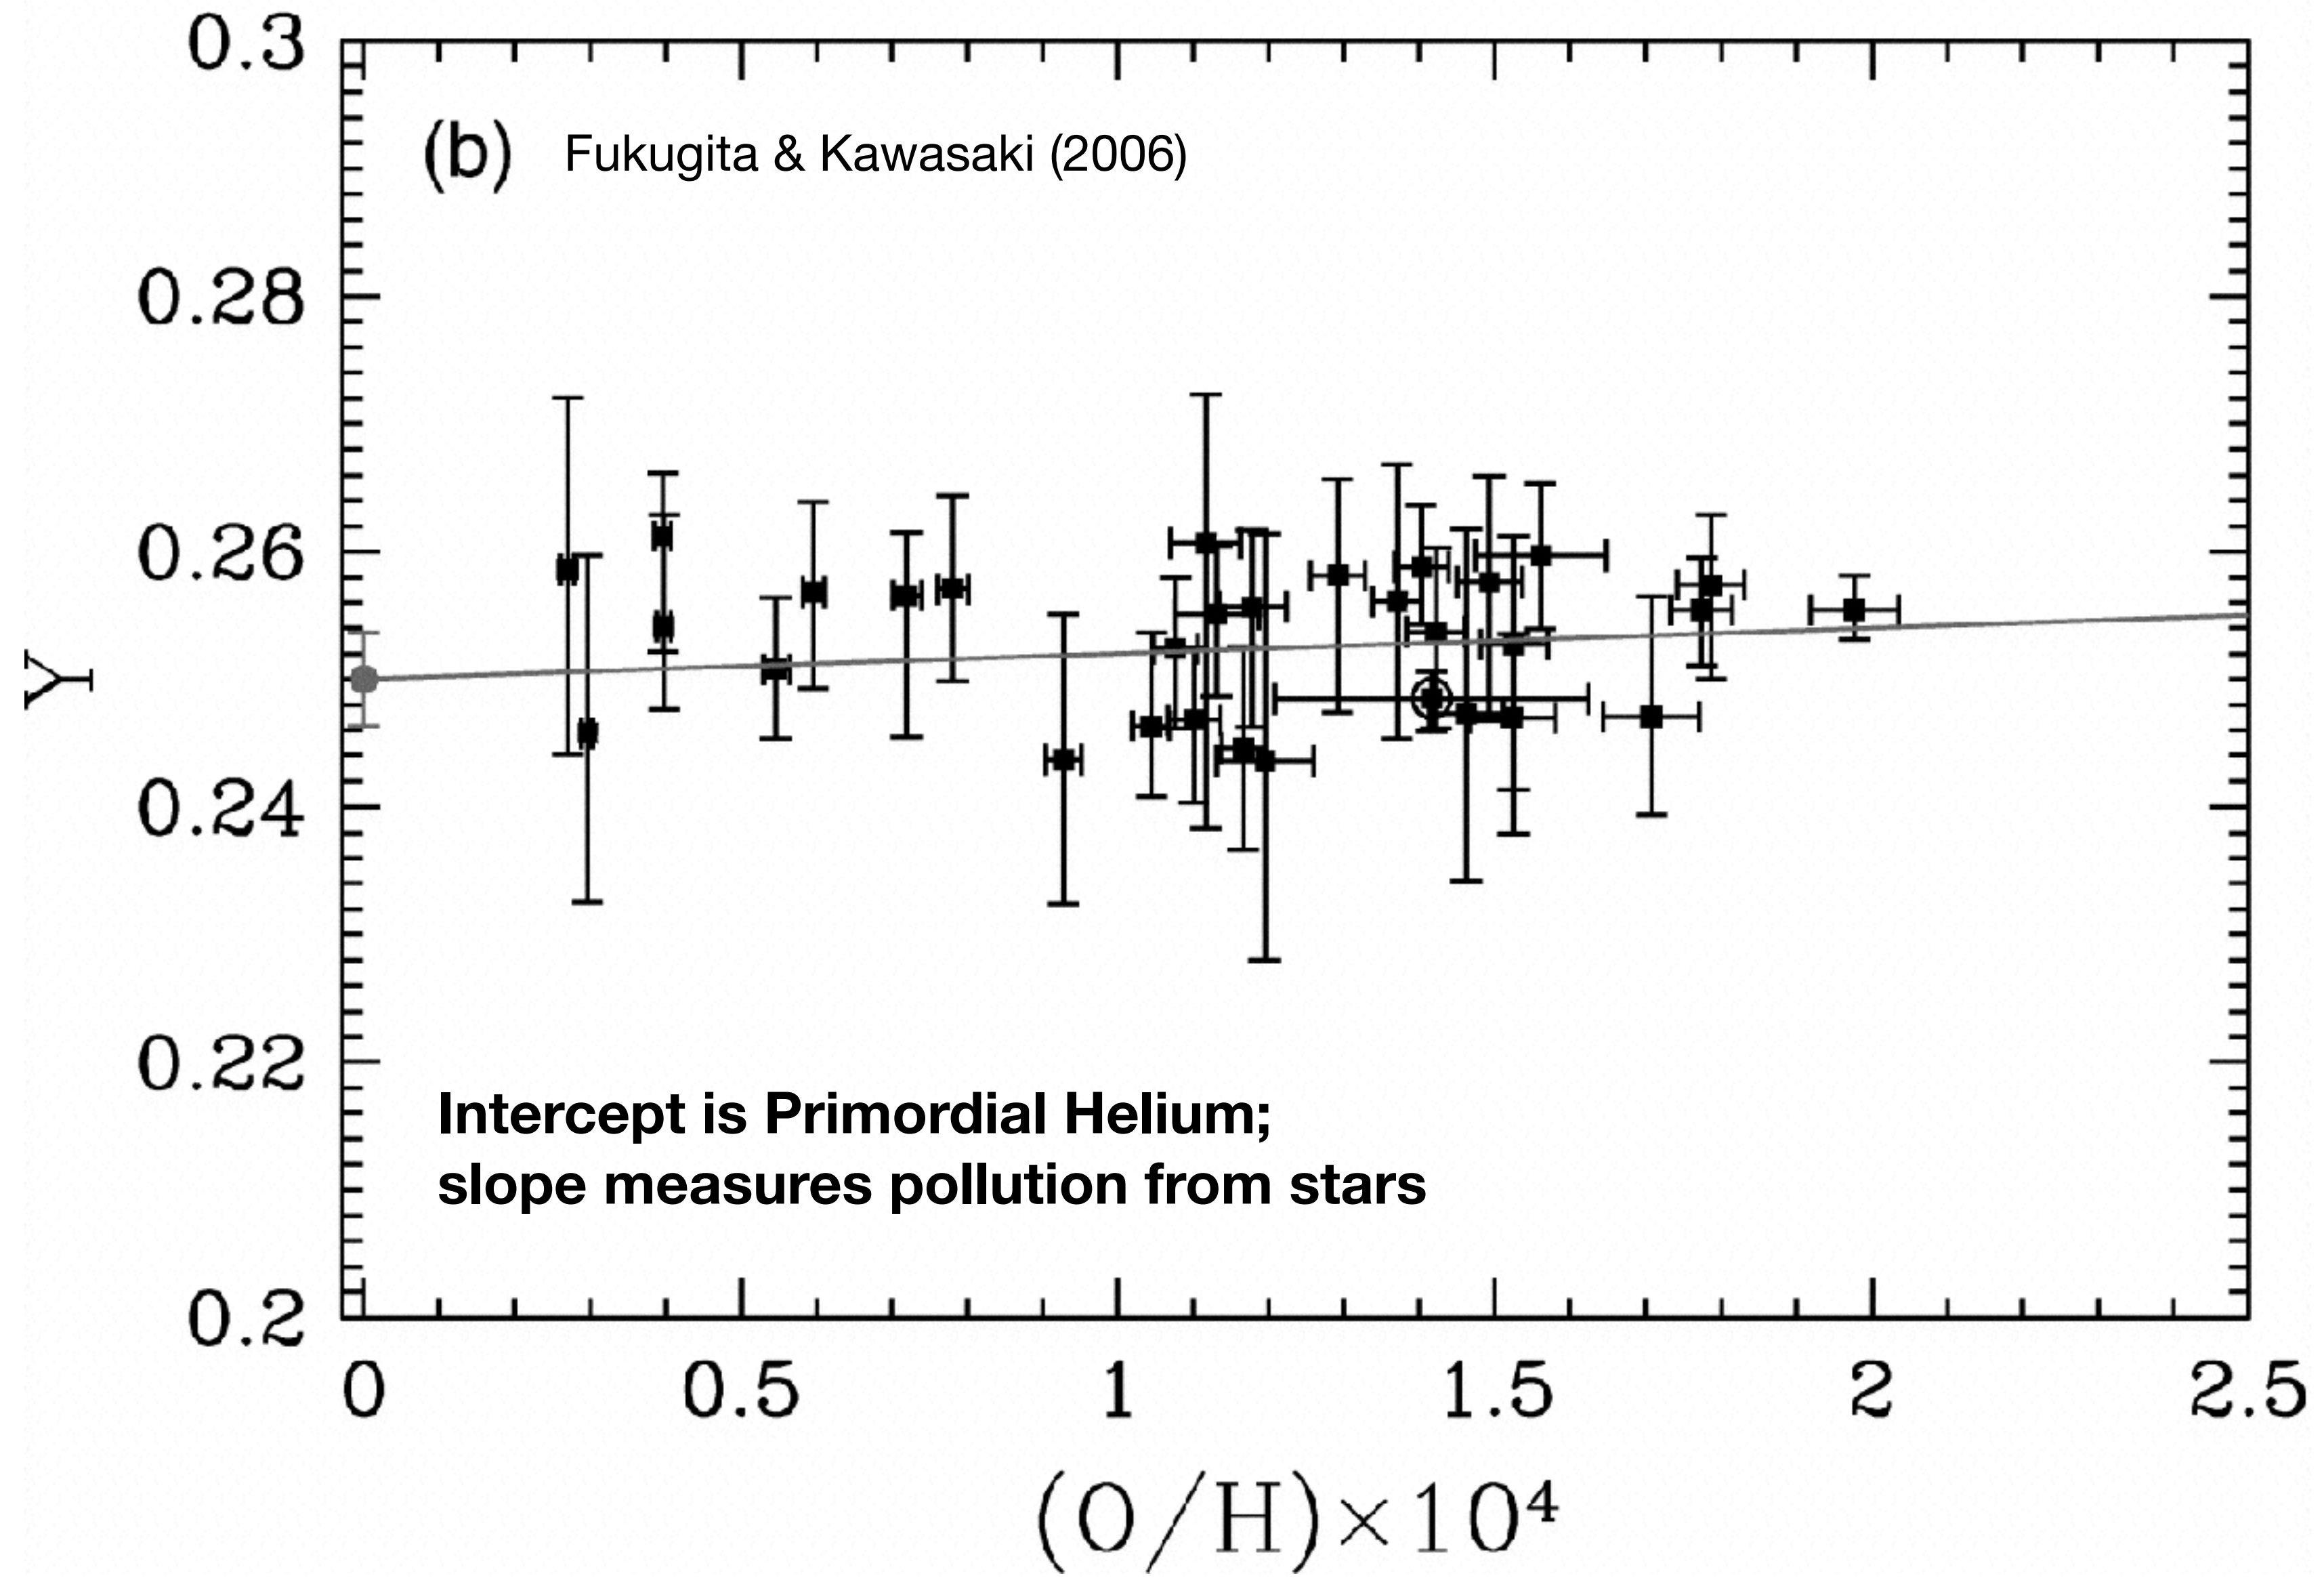 0.3
(b) Fukugita & Kawasaki (2006)
0.28
0.26
Y
0.24
0.22
Intercept is Primordial Helium;
slope measures pollution from stars
0.2
0 0.5 1 1.5 2 2.5
(O/H)×10⁴